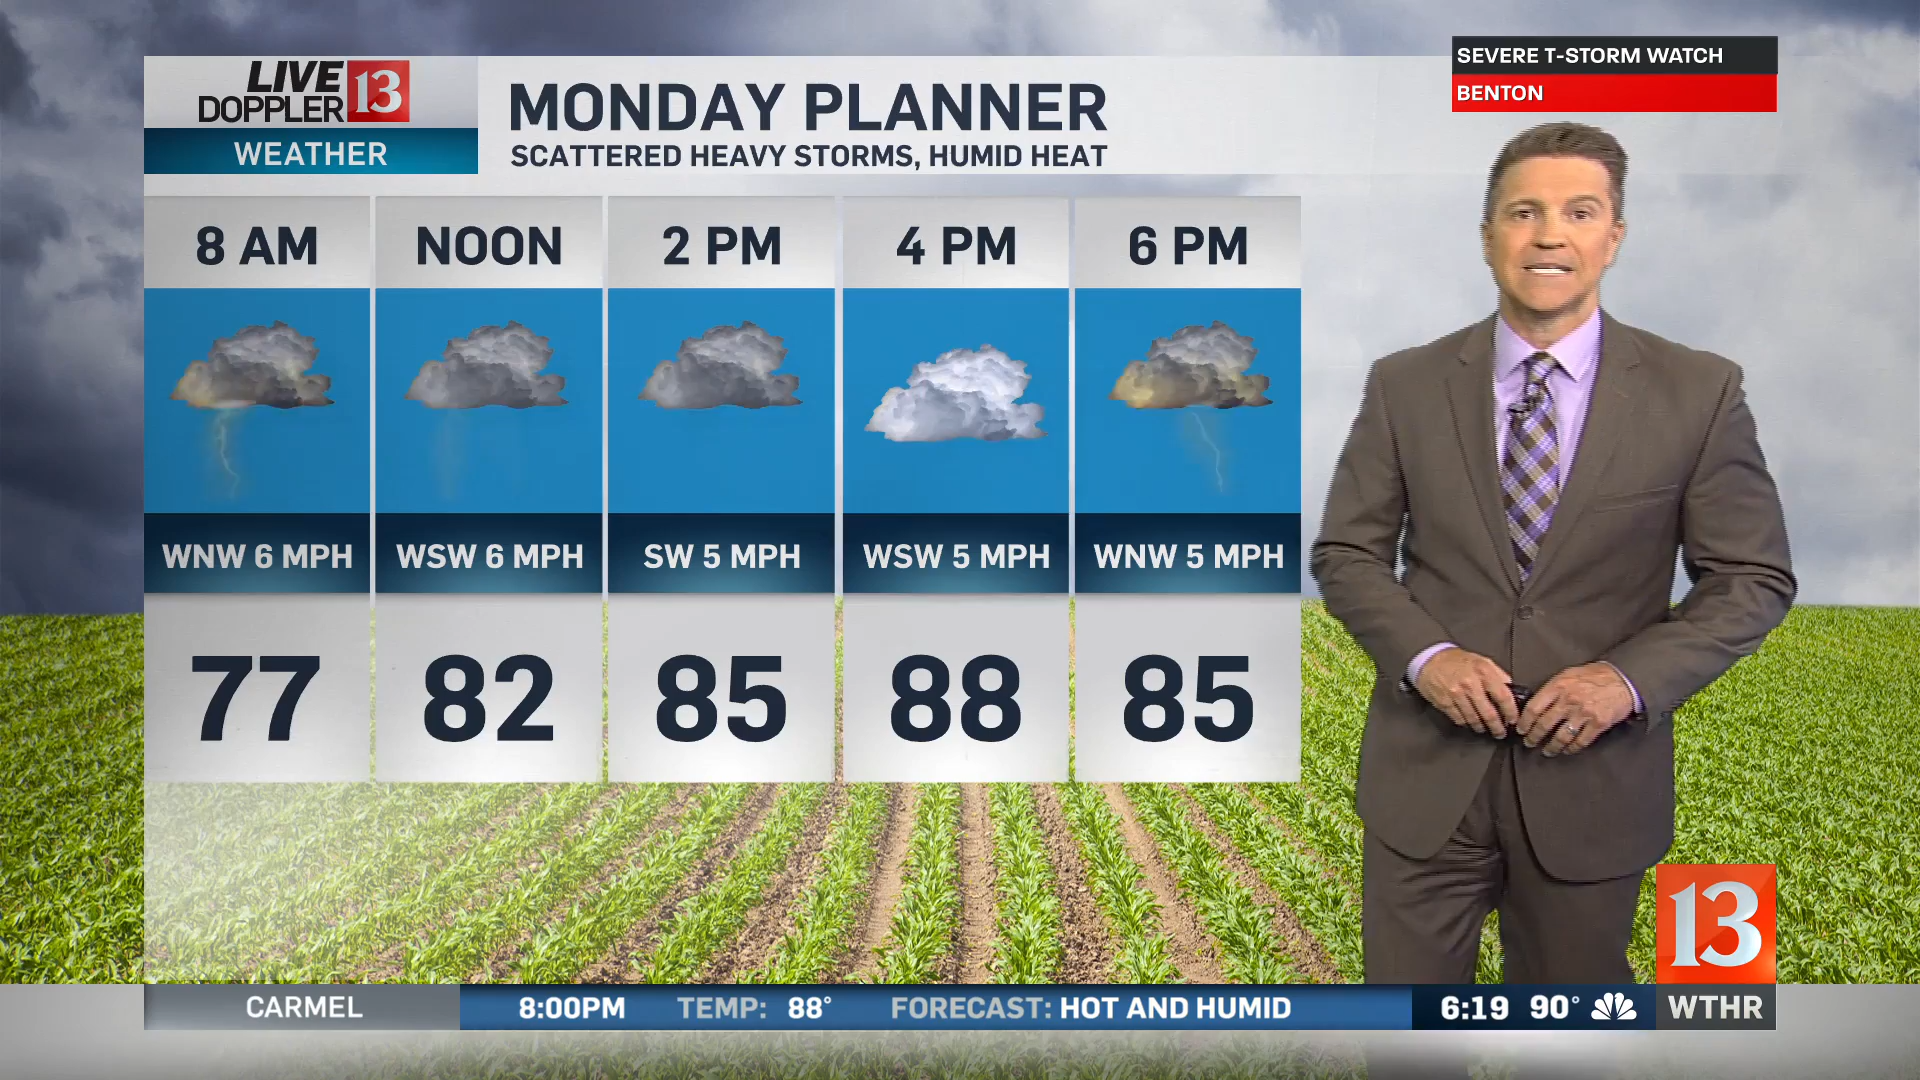 LIVE
DOPPLER 13
WEATHER
MONDAY PLANNER
SCATTERED HEAVY STORMS, HUMID HEAT
SEVERE T-STORM WATCH
BENTON
8 AM
NOON
2 PM
4 PM
6 PM
WNW 6 MPH
WSW 6 MPH
SW 5 MPH
WSW 5 MPH
WNW 5 MPH
77
82
85
88
85
13
CARMEL
8:00PM TEMP: 88° FORECAST: HOT AND HUMID
6:19 90°
WTHR